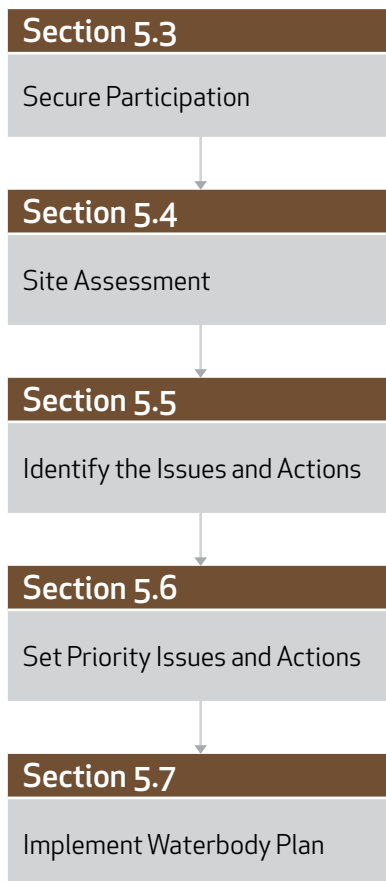 Section 5.3
Secure Participation
Section 5.4
Site Assessment
Section 5.5
Identify the Issues and Actions
Section 5.6
Set Priority Issues and Actions
Section 5.7
Implement Waterbody Plan